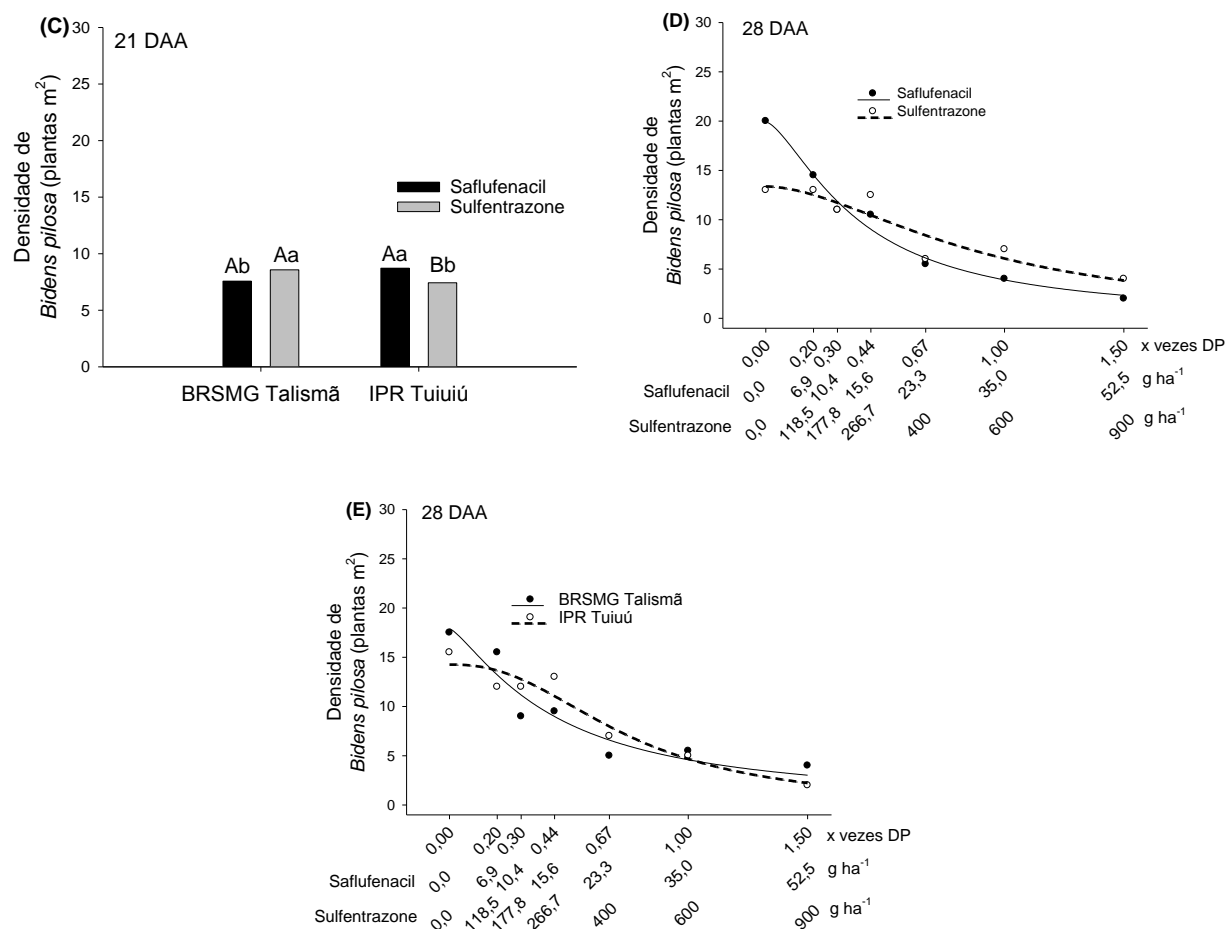 (C)
21 DAA
30
25
20
15
10
5
0
Densidade de
Bidens pilosa (plantas m²)
Saflufenacil
Sulfentrazone
Ab
Aa
Aa
Bb
BRSMG Talismã
IPR Tuiuiú
(D)
28 DAA
30
25
20
15
10
5
0
Densidade de
Bidens pilosa (plantas m²)
Saflufenacil
Sulfentrazone
0,00 0,20 0,30 0,44 0,67 1,00 1,50 x vezes DP
Saflufenacil 0,0 6,9 10,4 15,6 23,3 35,0 52,5 g ha⁻¹
Sulfentrazone 0,0 118,5 177,8 266,7 400 600 900 g ha⁻¹
(E)
28 DAA
30
25
20
15
10
5
0
Densidade de
Bidens pilosa (plantas m²)
BRSMG Talismã
IPR Tuiuú
0,00 0,20 0,30 0,44 0,67 1,00 1,50 x vezes DP
Saflufenacil 0,0 6,9 10,4 15,6 23,3 35,0 52,5 g ha⁻¹
Sulfentrazone 0,0 118,5 177,8 266,7 400 600 900 g ha⁻¹